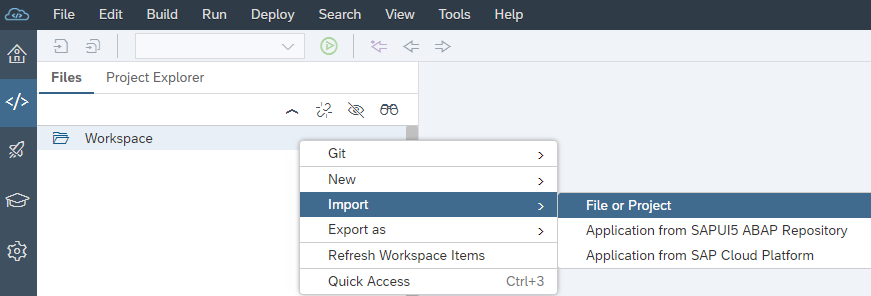 File Edit Build Run Deploy Search View Tools Help
Files Project Explorer
Workspace
Git
New
Import
File or Project
Export as
Application from SAPUI5 ABAP Repository
Refresh Workspace Items
Application from SAP Cloud Platform
Quick Access Ctrl+3